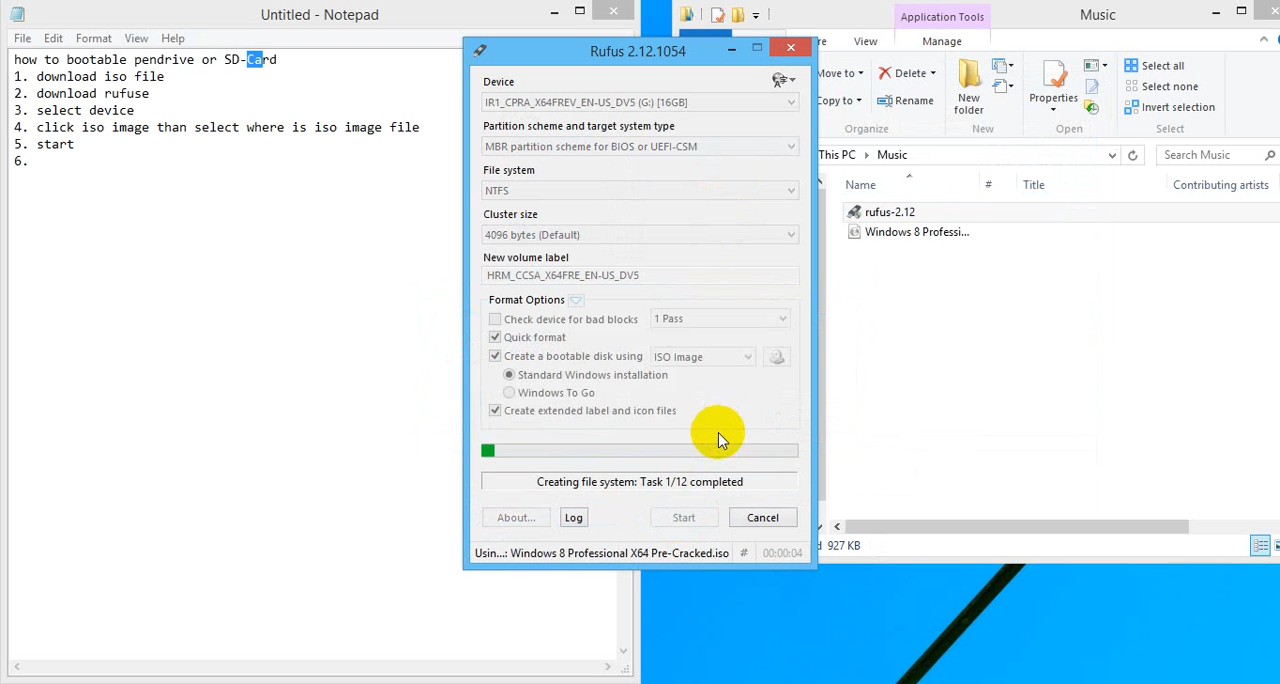 Untitled - Notepad
File Edit Format View Help
how to bootable pendrive or SD-Card
1. download iso file
2. download rufuse
3. select device
4. click iso image than select where is iso image file
5. start
6.
Rufus 2.12.1054
Device
IR1_CPRA_X64FREV_EN-US_DV5 (G:) [16GB]
Partition scheme and target system type
MBR partition scheme for BIOS or UEFI-CSM
File system
NTFS
Cluster size
4096 bytes (Default)
New volume label
HRM_CCSA_X64FRE_EN-US_DV5
Format Options
Check device for bad blocks 1 Pass
Quick format
Create a bootable disk using ISO Image
Standard Windows installation
Windows To Go
Create extended label and icon files
Creating file system: Task 1/12 completed
About... Log Start Cancel
Usin...: Windows 8 Professional X64 Pre-Cracked.iso # 00:00:04
Application Tools Music
View Manage
Move to Delete
Copy to Rename
New folder
Properties
Select all
Select none
Invert selection
Organize New Open Select
This PC Music Search Music
Name # Title Contributing artists
rufus-2.12
Windows 8 Professi...
927 KB